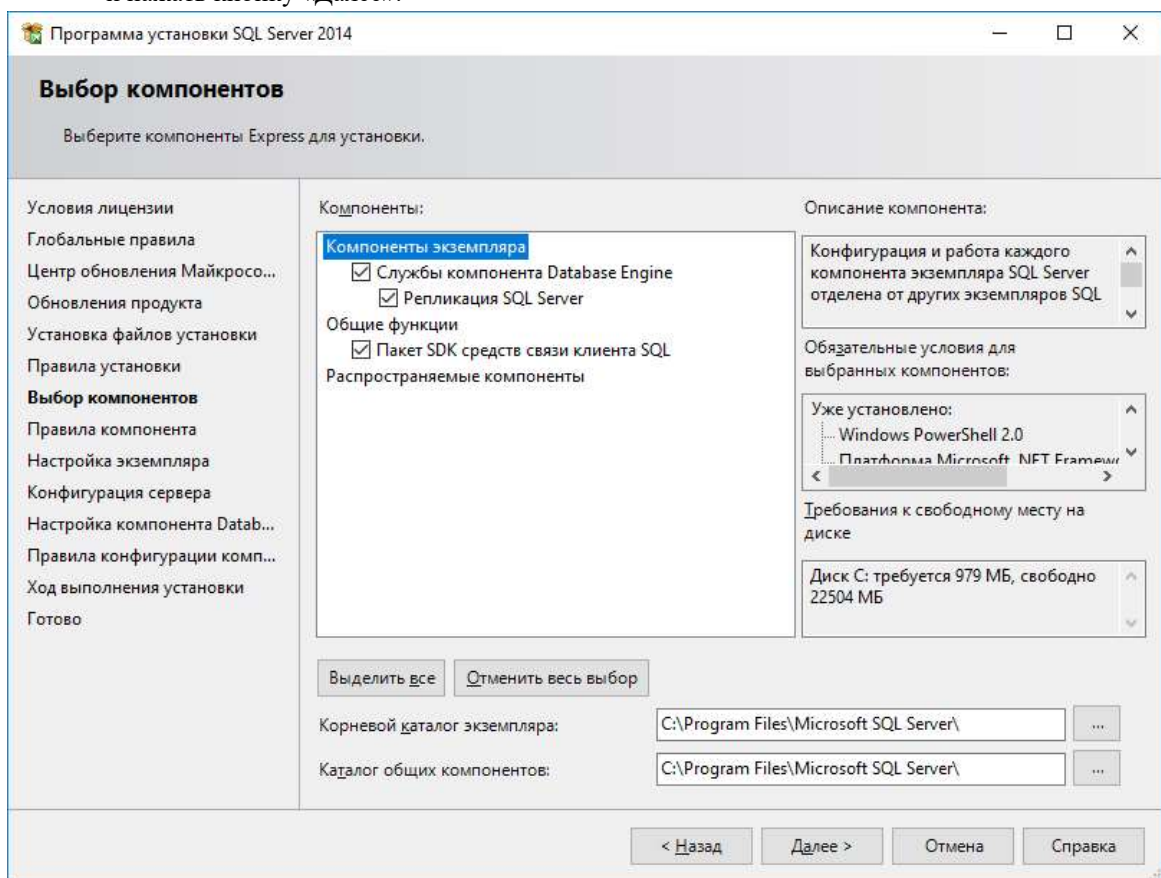 Программа установки SQL Server 2014
Выбор компонентов
Выберите компоненты Express для установки.
Условия лицензии
Глобальные правила
Центр обновления Майкросо...
Обновления продукта
Установка файлов установки
Правила установки
Выбор компонентов
Правила компонента
Настройка экземпляра
Конфигурация сервера
Настройка компонента Datab...
Правила конфигурации комп...
Ход выполнения установки
Готово
Компоненты:
Компоненты экземпляра
Службы компонента Database Engine
Репликация SQL Server
Общие функции
Пакет SDK средств связи клиента SQL
Распространяемые компоненты
Описание компонента:
Конфигурация и работа каждого
компонента экземпляра SQL Server
отделена от других экземпляров SQL
Обязательные условия для
выбранных компонентов:
Уже установлено:
Windows PowerShell 2.0
Платформа Microsoft .NET Framew
Требования к свободному месту на
диске
Диск C: требуется 979 МБ, свободно
22504 МБ
Выделить все
Отменить весь выбор
Корневой каталог экземпляра:
C:\Program Files\Microsoft SQL Server\
...
Каталог общих компонентов:
C:\Program Files\Microsoft SQL Server\
...
< Назад
Далее >
Отмена
Справка